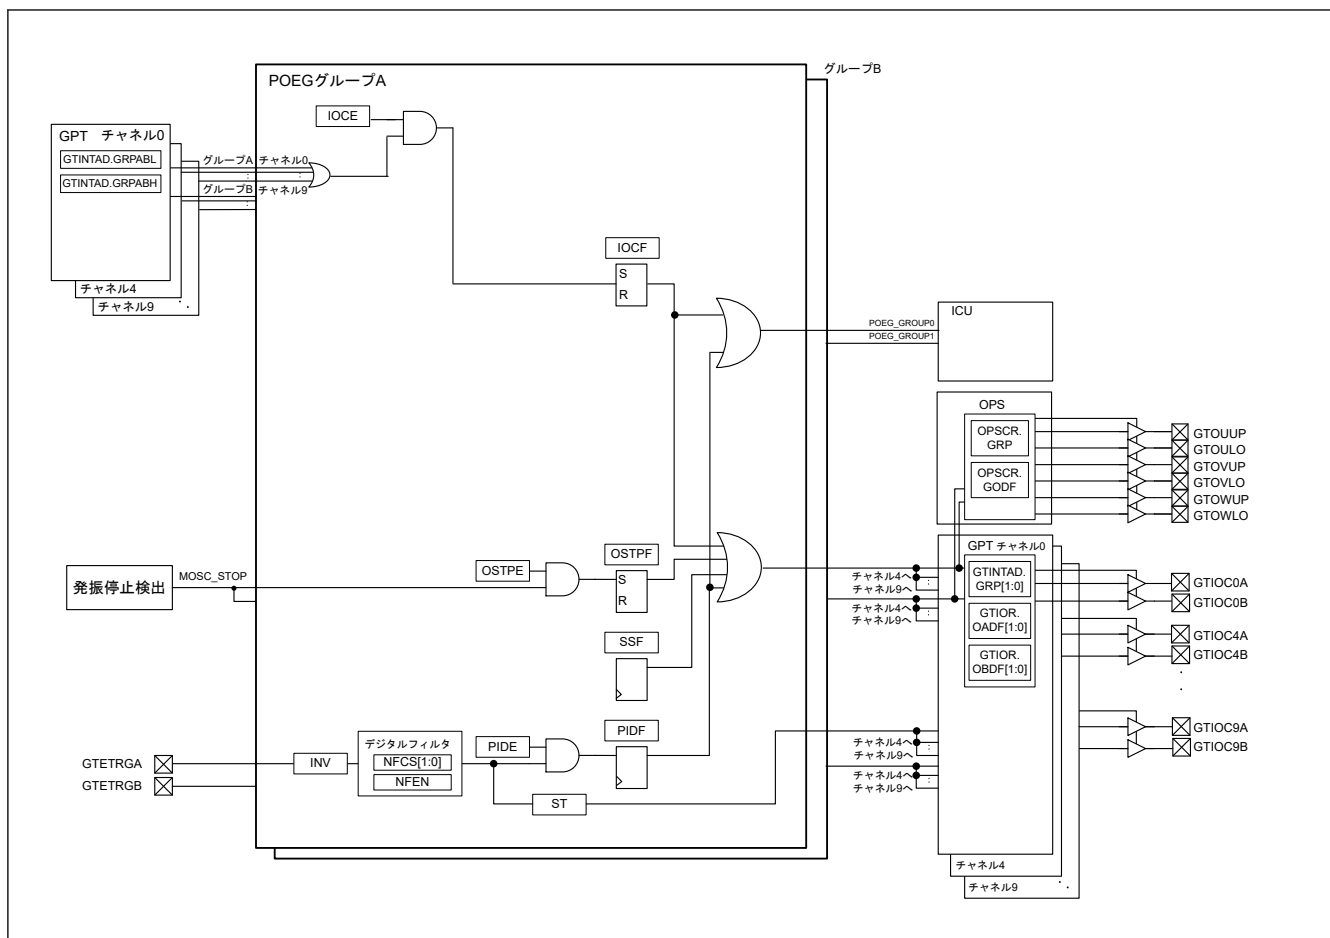 POEGグループA
グループB
IOCE
GPT チャネル0
GTINTAD.GRPABL
GTINTAD.GRPABH
チャネル4
チャネル9
グループA チャネル0
グループB チャネル9
IOCF
S
R
ICU
POEG_GROUP0
POEG_GROUP1
OPS
OPSCR.
GRP
OPSCR.
GODF
GTOUUP
GTOULO
GTOVUP
GTOVLO
GTOWUP
GTOWLO
発振停止検出
MOSC_STOP
OSTPE
OSTPF
S
R
SSF
GPT チャネル0
GTINTAD.
GRP[1:0]
GTIOR.
OADF[1:0]
GTIOR.
OBDF[1:0]
チャネル4へ
チャネル9へ
チャネル4へ
チャネル9へ
GTIOC0A
GTIOC0B
GTIOC4A
GTIOC4B
GTIOC9A
GTIOC9B
GTETRGA
GTETRGB
INV
デジタルフィルタ
NFCS[1:0]
NFEN
PIDE
PIDF
ST
チャネル4へ
チャネル9へ
チャネル4へ
チャネル9へ
チャネル4
チャネル9